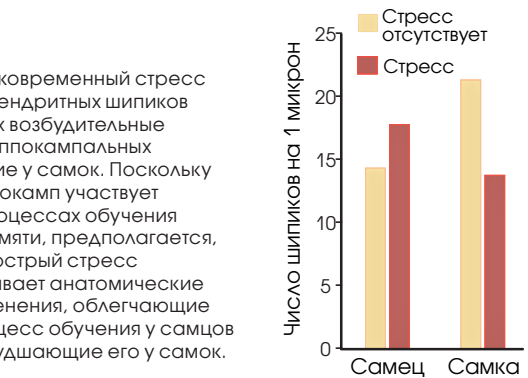 ковременный стресс
ендритных шипиков
х возбудительные
ппокампальных
ие у самок. Поскольку
окамп участвует
оцессах обучения
мяти, предполагается,
острый стресс
ивает анатомические
енения, облегчающие
цесс обучения у самцов
удшающие его у самок.
Число шипиков на 1 микрон
25
20
15
10
5
0
Стресс
отсутствует
Стресс
Самец Самка